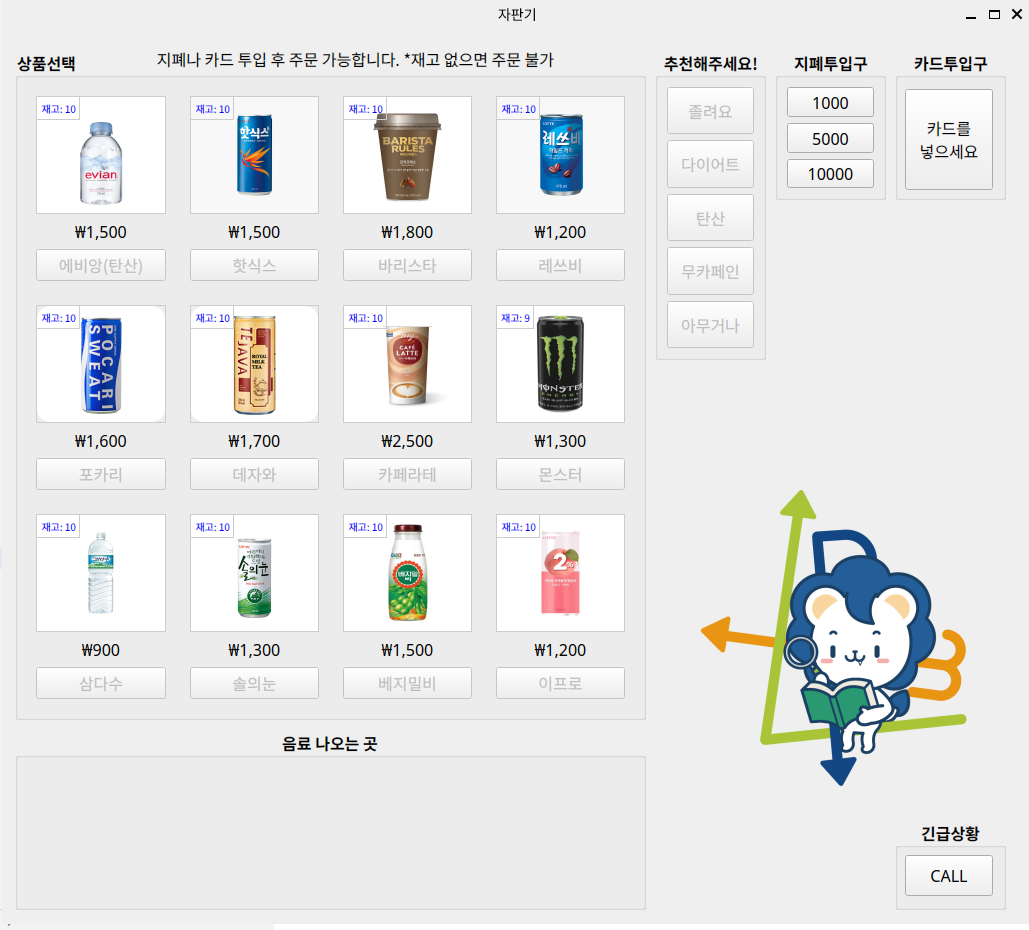 자판기
상품선택
지폐나 카드 투입 후 주문 가능합니다. *재고 없으면 주문 불가
추천해주세요!
지폐투입구
카드투입구
재고: 10
evian
₩1,500
에비앙(탄산)
재고: 10
핫식스
₩1,500
핫식스
재고: 10
BARISTA
RULES
₩1,800
바리스타
재고: 10
레쓰비
₩1,200
레쓰비
졸려요
다이어트
탄산
무카페인
아무거나
1000
5000
10000
카드를
넣으세요
재고: 10
POCARI
SWEAT
₩1,600
포카리
재고: 10
TEJAVA
ROYAL
MILK
TEA
₩1,700
데자와
재고: 10
CAFÉ
LATTE
₩2,500
카페라테
재고: 9
MONSTER
ENERGY
₩1,300
몬스터
재고: 10
₩900
삼다수
재고: 10
솔의눈
₩1,300
솔의눈
재고: 10
베지밀
₩1,500
베지밀비
재고: 10
2%
₩1,200
이프로
음료 나오는 곳
긴급상황
CALL